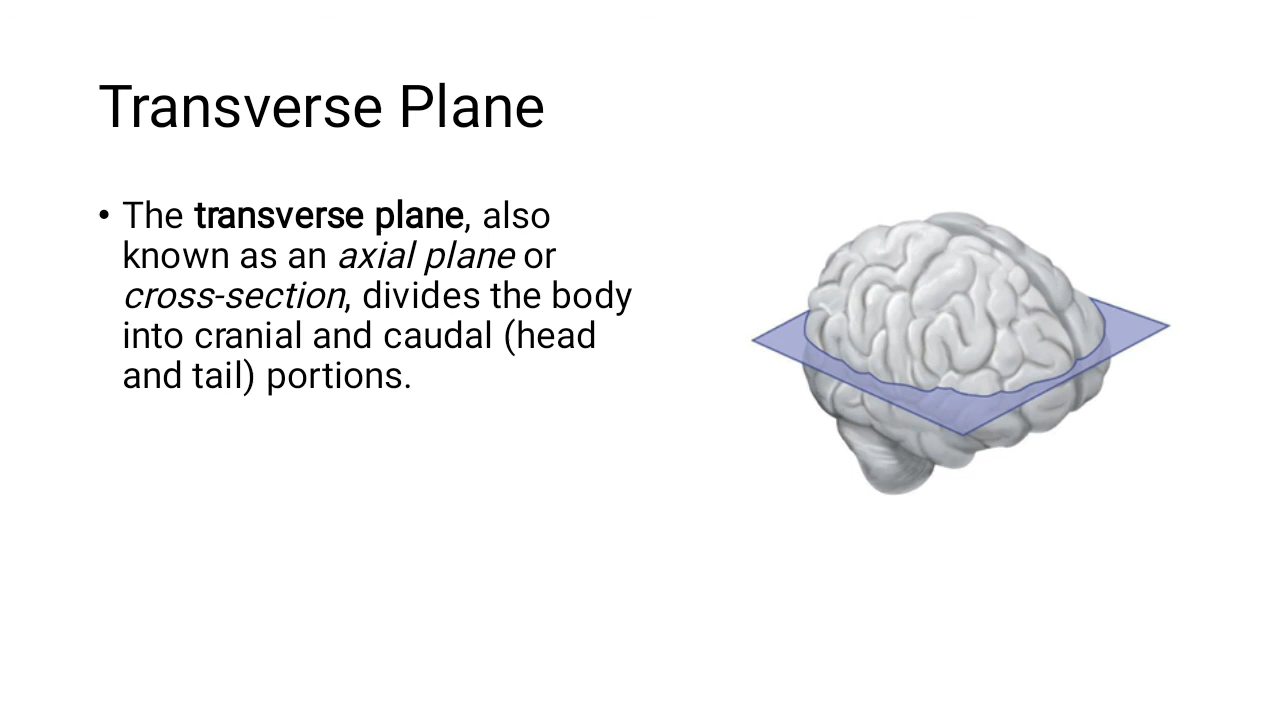 Transverse Plane
• The transverse plane, also
known as an axial plane or
cross-section, divides the body
into cranial and caudal (head
and tail) portions.